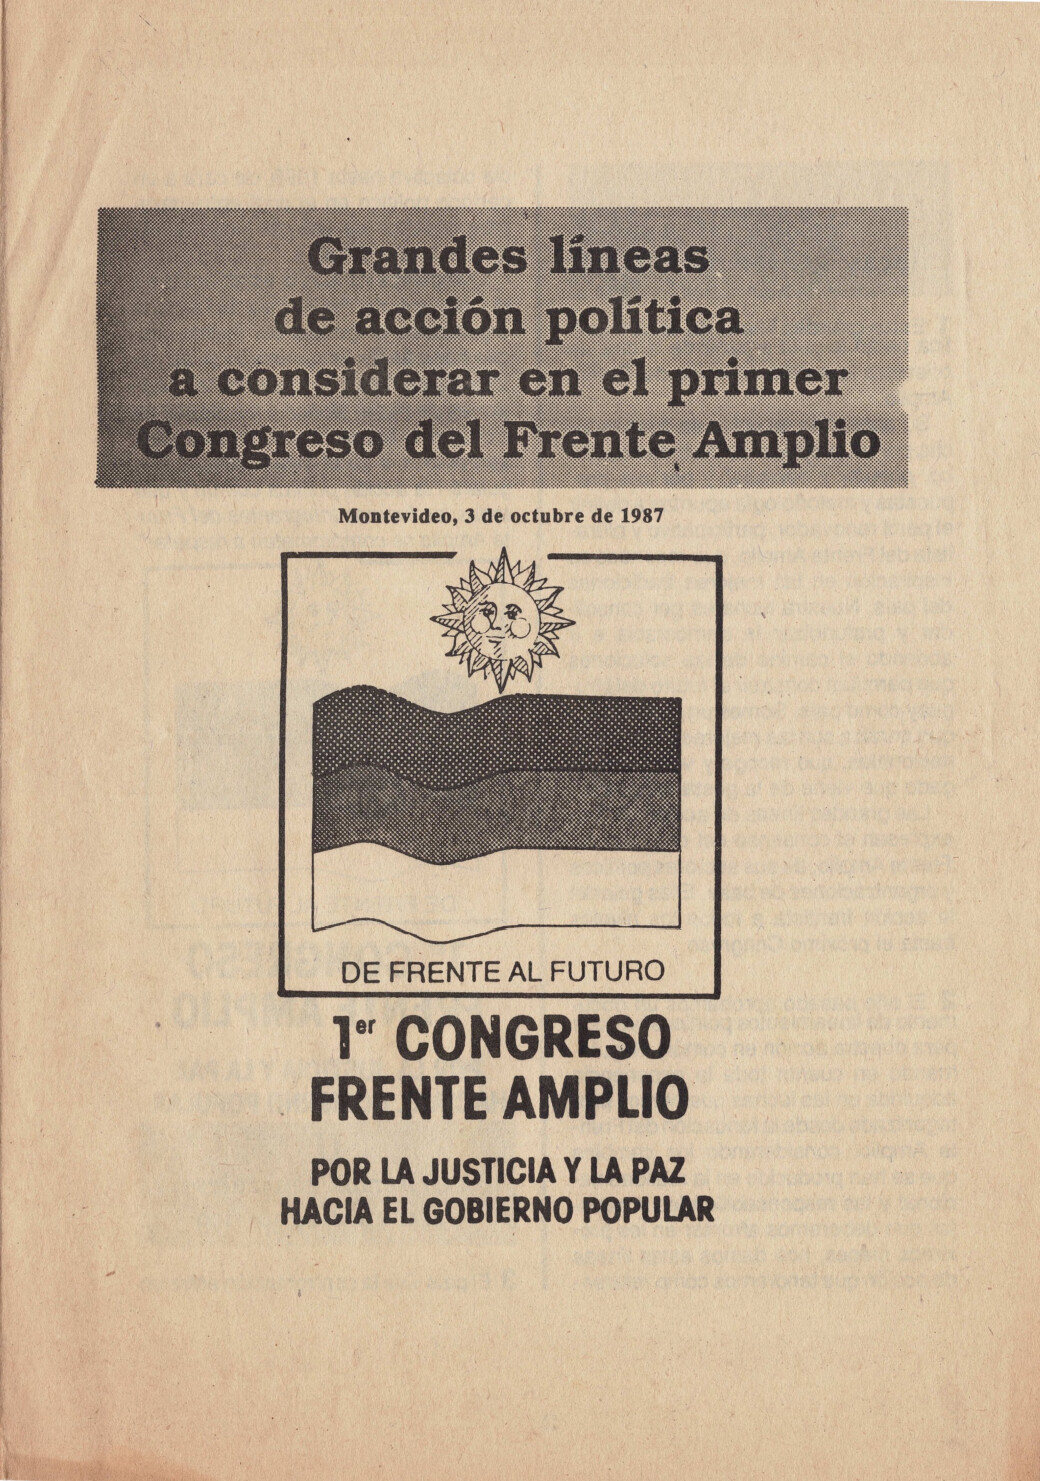 Grandes líneas
de acción política
a considerar en el primer
Congreso del Frente Amplio
Montevideo, 3 de octubre de 1987
DE FRENTE AL FUTURO
1er CONGRESO
FRENTE AMPLIO
POR LA JUSTICIA Y LA PAZ
HACIA EL GOBIERNO POPULAR